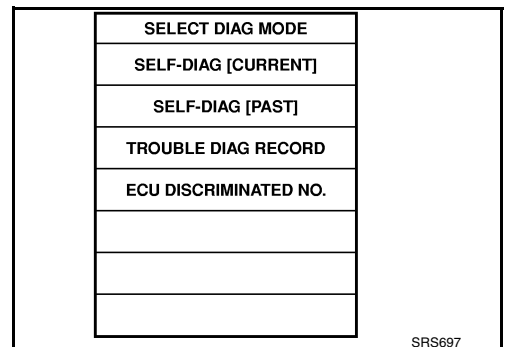 SELECT DIAG MODE
SELF-DIAG [CURRENT]
SELF-DIAG [PAST]
TROUBLE DIAG RECORD
ECU DISCRIMINATED NO.
SRS697